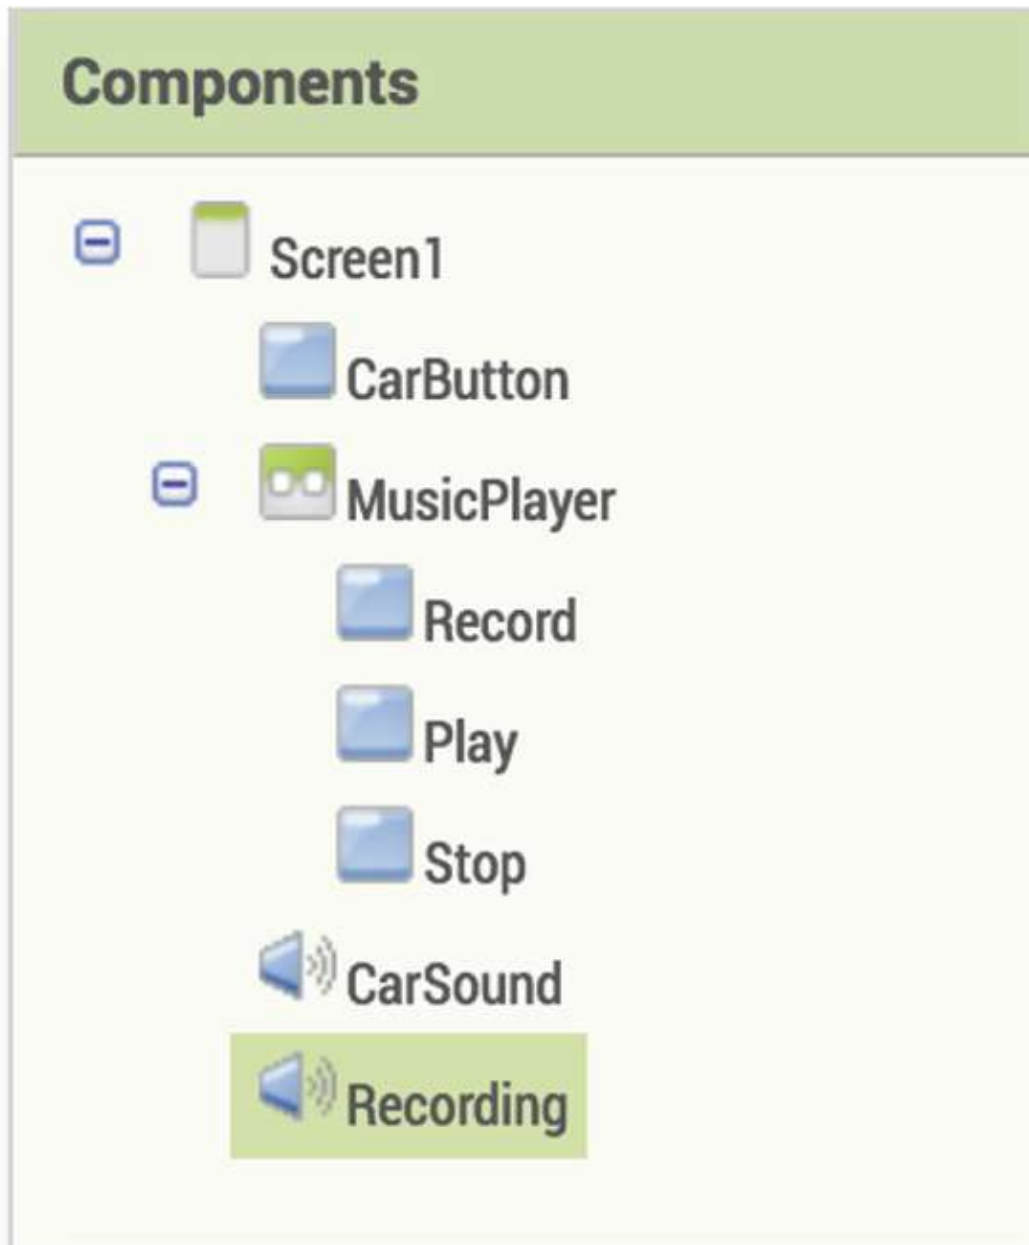 Components
Screen1
CarButton
MusicPlayer
Record
Play
Stop
CarSound
Recording